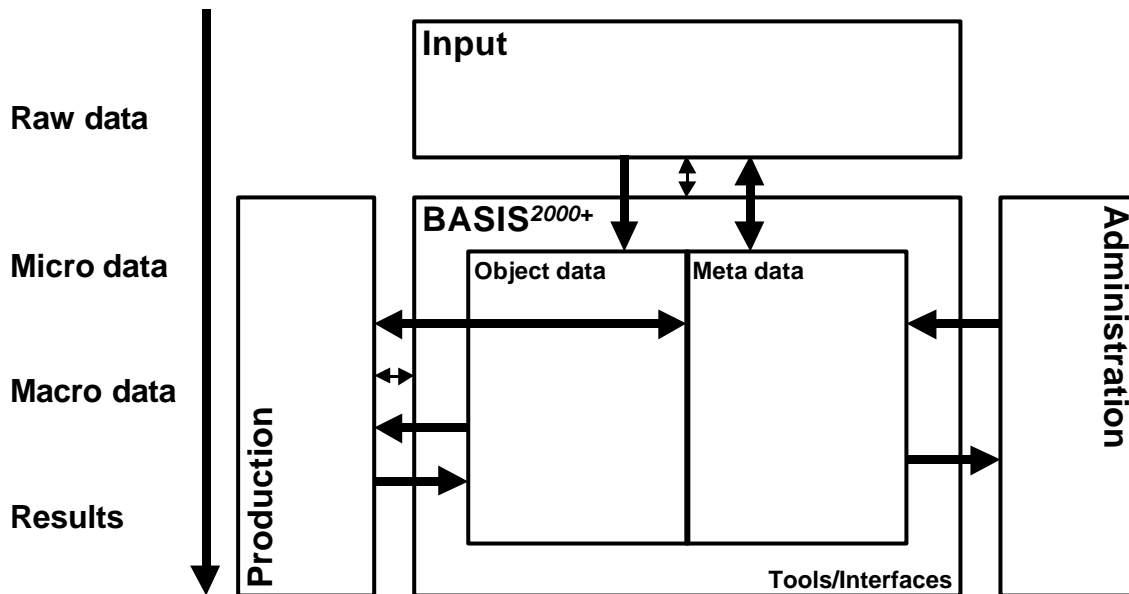 Input
Raw data
BASIS2000+
Micro data
Object data
Meta data
Administration
Macro data
Production
Results
Tools/Interfaces